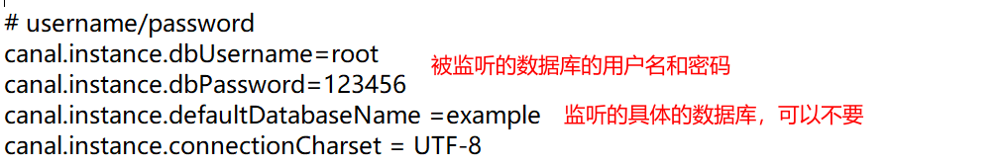 # username/password
canal.instance.dbUsername=root
被监听的数据库的用户名和密码
canal.instance.dbPassword=123456
canal.instance.defaultDatabaseName =example 监听的具体的数据库，可以不要
canal.instance.connectionCharset = UTF-8